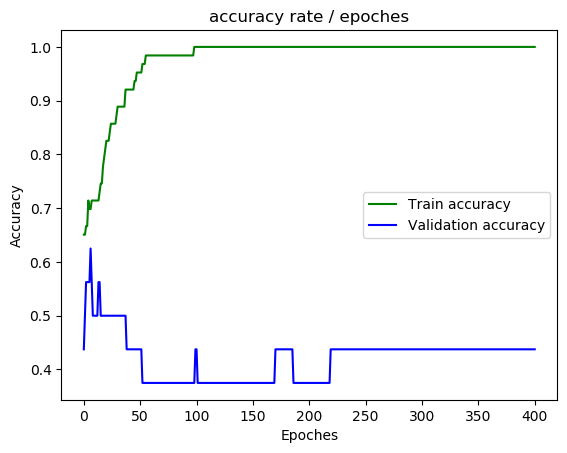 accuracy rate / epoches
1.0
0.9
0.8
0.7
0.6
0.5
0.4
Accuracy
Train accuracy
Validation accuracy
0 50 100 150 200 250 300 350 400
Epoches